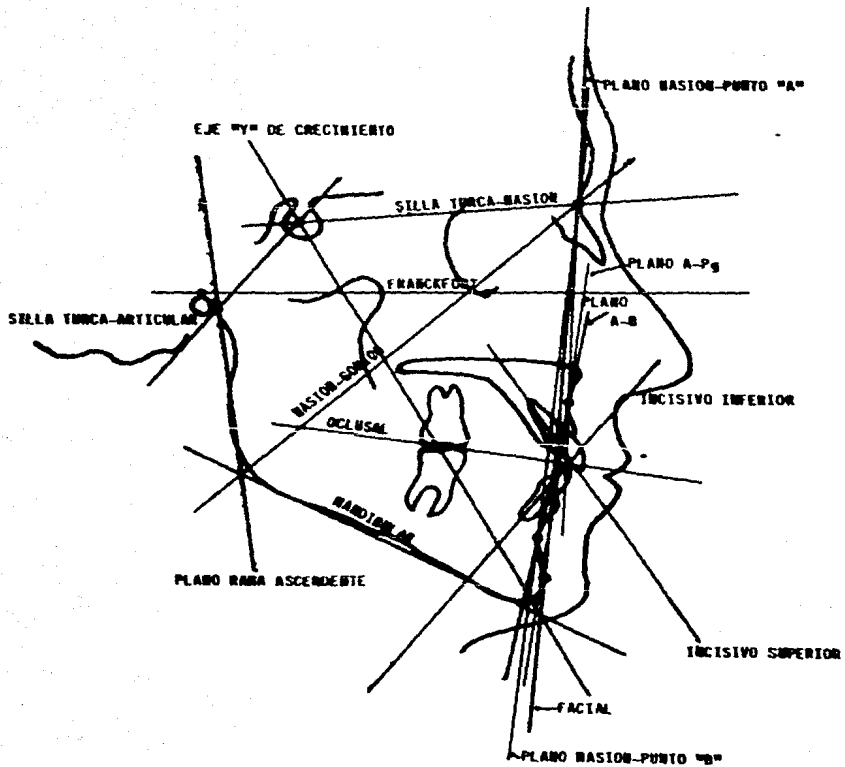 PLANO NASION-PUNTO "A"
EJE "Y" DE CRECIMIENTO
SILLA TURCA-NASION
PLANO A-Pg
FRANCKFORT
PLANO
A-B
SILLA TURCA-ARTICULAR
NASION-GONION
INCISIVO INFERIOR
OCLUSAL
MANDIBULAR
PLANO RAMA ASCENDENTE
INCISIVO SUPERIOR
FACIAL
PLANO NASION-PUNTO "B"